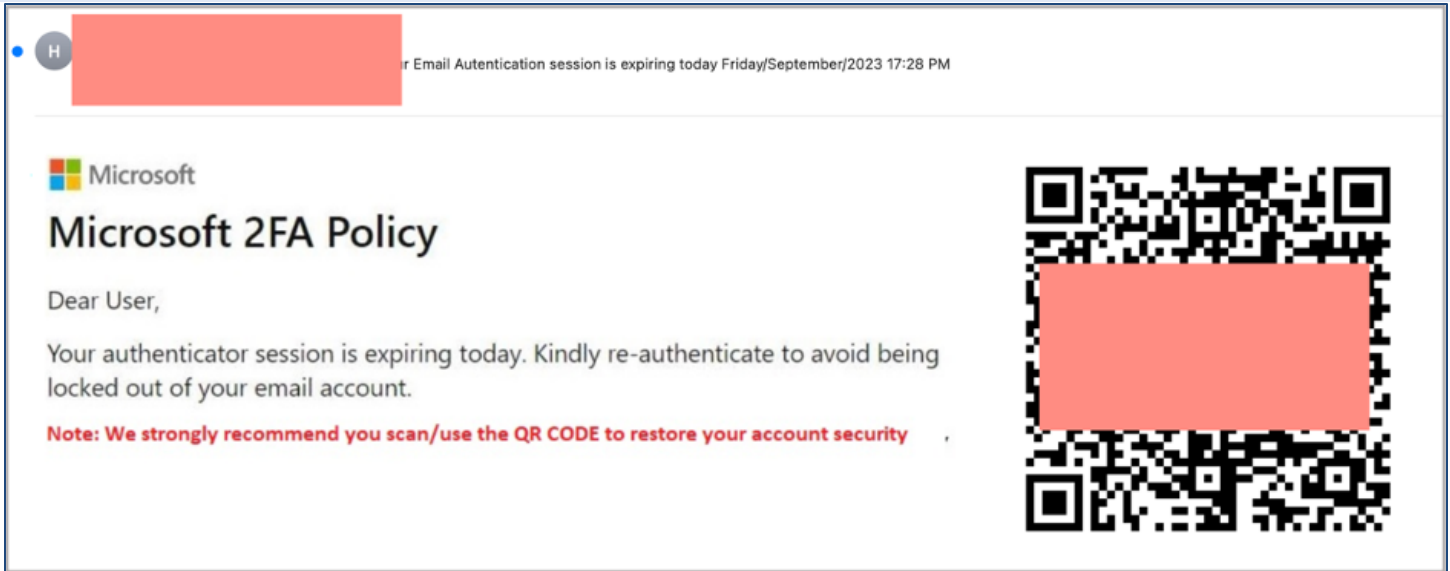 H
r Email Autentication session is expiring today Friday/September/2023 17:28 PM
Microsoft
Microsoft 2FA Policy
Dear User,
Your authenticator session is expiring today. Kindly re-authenticate to avoid being
locked out of your email account.
Note: We strongly recommend you scan/use the QR CODE to restore your account security ,